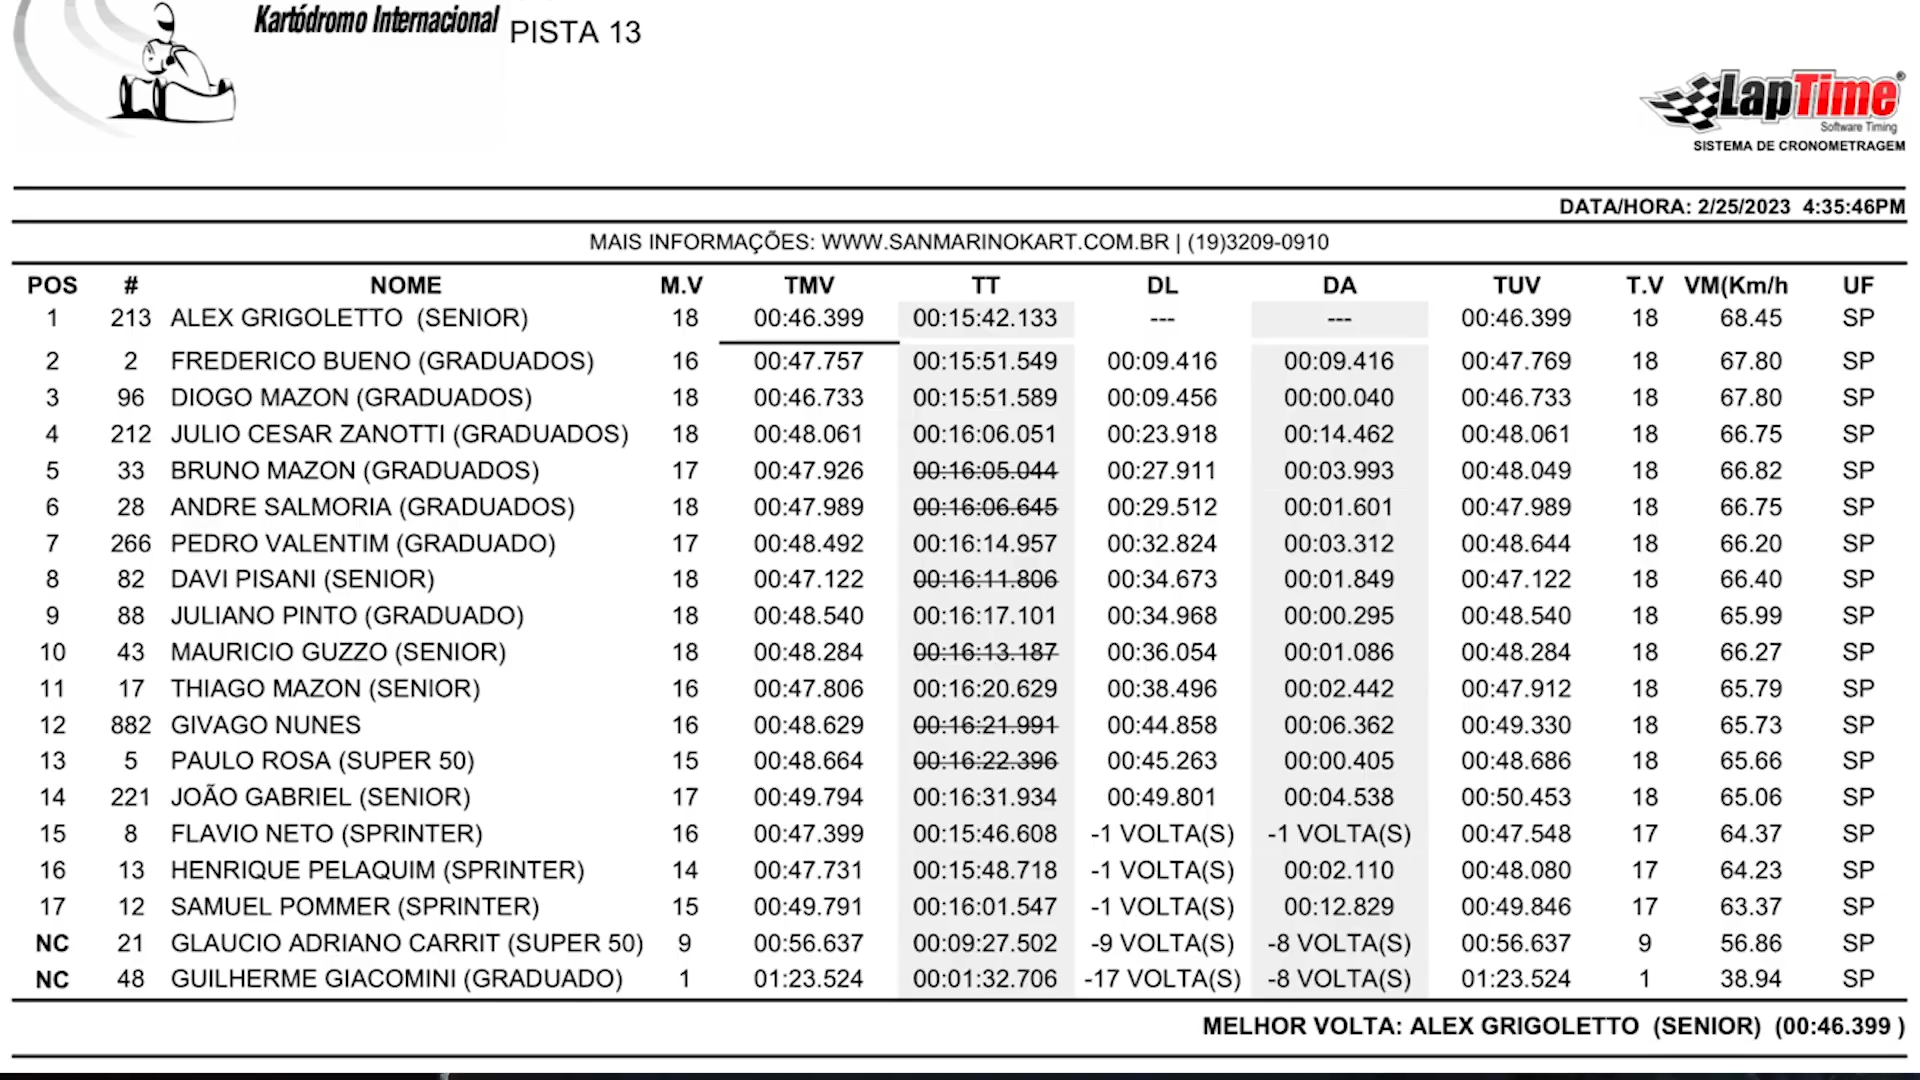 Kartódromo Internacional PISTA 13
LapTime®
Software Timing
SISTEMA DE CRONOMETRAGEM
DATA/HORA: 2/25/2023 4:35:46PM
MAIS INFORMAÇÕES: WWW.SANMARINOKART.COM.BR | (19)3209-0910
POS # NOME M.V TMV TT DL DA TUV T.V VM(Km/h UF
1 213 ALEX GRIGOLETTO (SENIOR) 18 00:46.399 00:15:42.133 --- --- 00:46.399 18 68.45 SP
2 2 FREDERICO BUENO (GRADUADOS) 16 00:47.757 00:15:51.549 00:09.416 00:09.416 00:47.769 18 67.80 SP
3 96 DIOGO MAZON (GRADUADOS) 18 00:46.733 00:15:51.589 00:09.456 00:00.040 00:46.733 18 67.80 SP
4 212 JULIO CESAR ZANOTTI (GRADUADOS) 18 00:48.061 00:16:06.051 00:23.918 00:14.462 00:48.061 18 66.75 SP
5 33 BRUNO MAZON (GRADUADOS) 17 00:47.926 00:16:05.044 00:27.911 00:03.993 00:48.049 18 66.82 SP
6 28 ANDRE SALMORIA (GRADUADOS) 18 00:47.989 00:16:06.645 00:29.512 00:01.601 00:47.989 18 66.75 SP
7 266 PEDRO VALENTIM (GRADUADO) 17 00:48.492 00:16:14.957 00:32.824 00:03.312 00:48.644 18 66.20 SP
8 82 DAVI PISANI (SENIOR) 18 00:47.122 00:16:11.806 00:34.673 00:01.849 00:47.122 18 66.40 SP
9 88 JULIANO PINTO (GRADUADO) 18 00:48.540 00:16:17.101 00:34.968 00:00.295 00:48.540 18 65.99 SP
10 43 MAURICIO GUZZO (SENIOR) 18 00:48.284 00:16:13.187 00:36.054 00:01.086 00:48.284 18 66.27 SP
11 17 THIAGO MAZON (SENIOR) 16 00:47.806 00:16:20.629 00:38.496 00:02.442 00:47.912 18 65.79 SP
12 882 GIVAGO NUNES 16 00:48.629 00:16:21.991 00:44.858 00:06.362 00:49.330 18 65.73 SP
13 5 PAULO ROSA (SUPER 50) 15 00:48.664 00:16:22.396 00:45.263 00:00.405 00:48.686 18 65.66 SP
14 221 JOÃO GABRIEL (SENIOR) 17 00:49.794 00:16:31.934 00:49.801 00:04.538 00:50.453 18 65.06 SP
15 8 FLAVIO NETO (SPRINTER) 16 00:47.399 00:15:46.608 -1 VOLTA(S) -1 VOLTA(S) 00:47.548 17 64.37 SP
16 13 HENRIQUE PELAQUIM (SPRINTER) 14 00:47.731 00:15:48.718 -1 VOLTA(S) 00:02.110 00:48.080 17 64.23 SP
17 12 SAMUEL POMMER (SPRINTER) 15 00:49.791 00:16:01.547 -1 VOLTA(S) 00:12.829 00:49.846 17 63.37 SP
NC 21 GLAUCIO ADRIANO CARRIT (SUPER 50) 9 00:56.637 00:09:27.502 -9 VOLTA(S) -8 VOLTA(S) 00:56.637 9 56.86 SP
NC 48 GUILHERME GIACOMINI (GRADUADO) 1 01:23.524 00:01:32.706 -17 VOLTA(S) -8 VOLTA(S) 01:23.524 1 38.94 SP
MELHOR VOLTA: ALEX GRIGOLETTO (SENIOR) (00:46.399 )